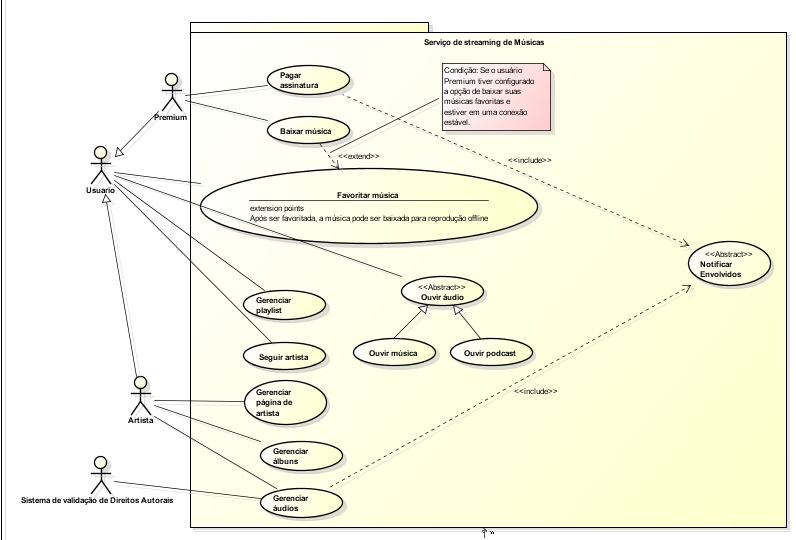 Serviço de streaming de Músicas
Pagar
assinatura
Condição: Se o usuário
Premium tiver configurado
a opção de baixar suas
músicas favoritas e
estiver em uma conexão
estável.
Premium
Baixar música
<<extend>>
<<include>>
Usuario
Favoritar música
extension points
Após ser favoritada, a música pode ser baixada para reprodução offline
<<Abstract>>
Notificar
Envolvidos
<<Abstract>>
Ouvir áudio
Gerenciar
playlist
Ouvir música
Ouvir podcast
Seguir artista
Gerenciar
página de
artista
<<include>>
Artista
Gerenciar
álbuns
Gerenciar
áudios
Sistema de validação de Direitos Autorais